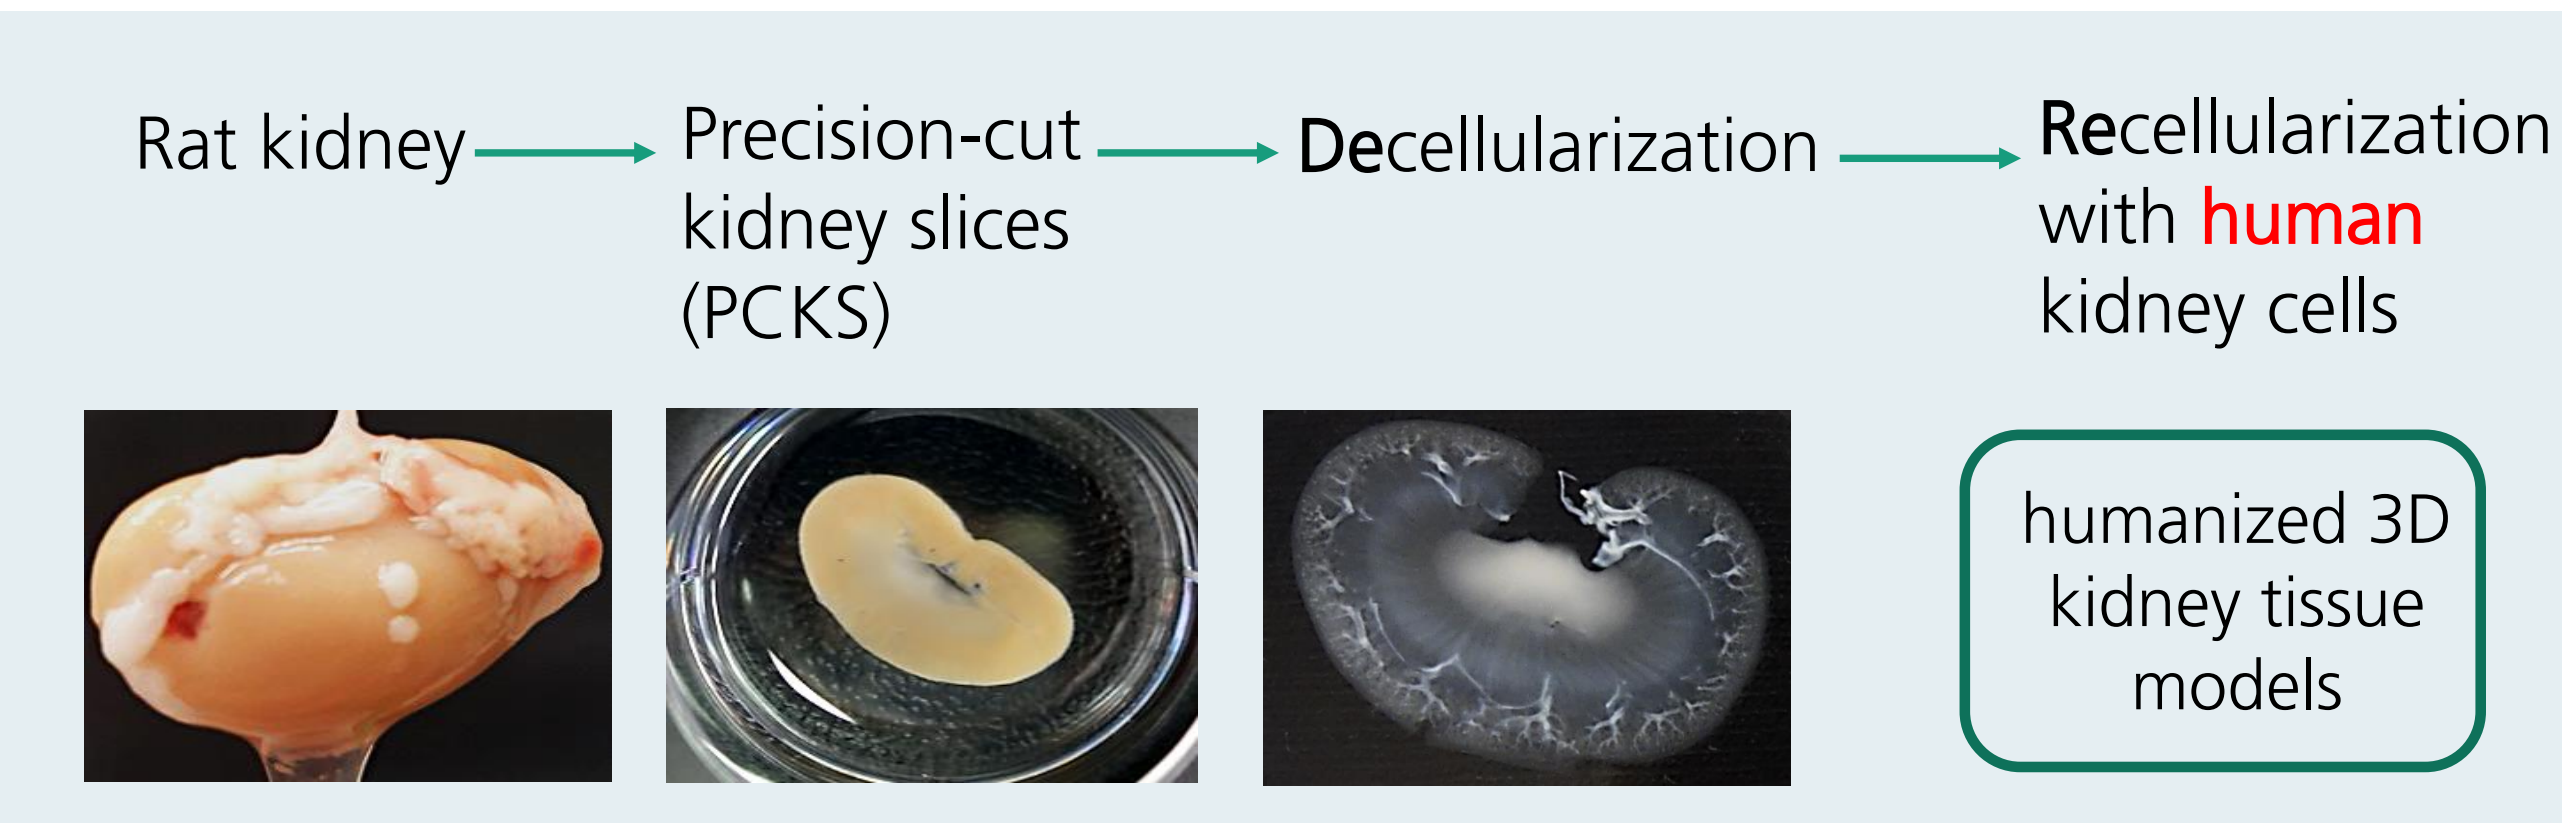 Rat kidney
Precision-cut
kidney slices
(PCKS)
Decellularization
Recellularization
with human
kidney cells
humanized 3D
kidney tissue
models